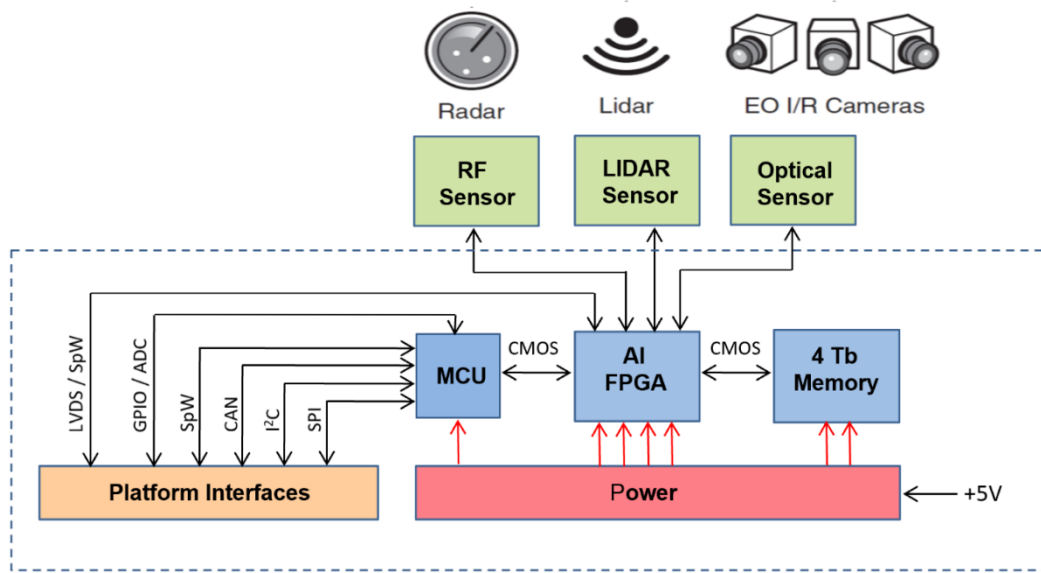 Radar
Lidar
EO I/R Cameras
RF
Sensor
LIDAR
Sensor
Optical
Sensor
LVDS / SpW
GPIO / ADC
SpW
CAN
I²C
SPI
MCU
CMOS
AI
FPGA
CMOS
4 Tb
Memory
Platform Interfaces
Power
+5V